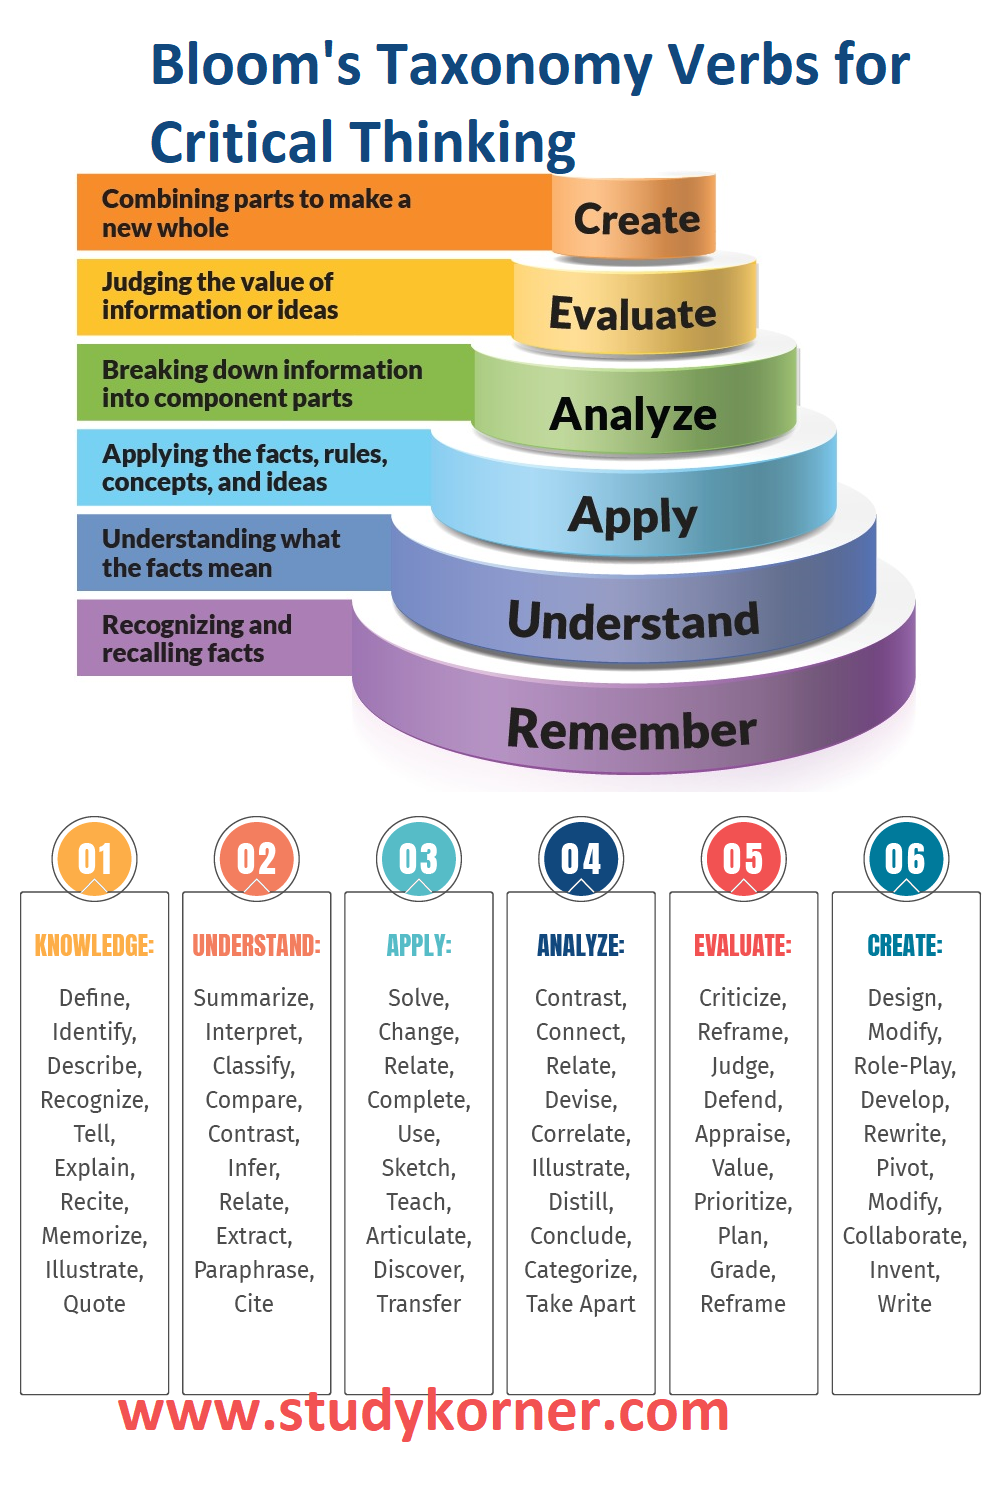 Bloom's Taxonomy Verbs for
Critical Thinking
Combining parts to make a
new whole
Create
Judging the value of
information or ideas
Evaluate
Breaking down information
into component parts
Analyze
Applying the facts, rules,
concepts, and ideas
Apply
Understanding what
the facts mean
Understand
Recognizing and
recalling facts
Remember
01
KNOWLEDGE:
Define,
Identify,
Describe,
Recognize,
Tell,
Explain,
Recite,
Memorize,
Illustrate,
Quote
02
UNDERSTAND:
Summarize,
Interpret,
Classify,
Compare,
Contrast,
Infer,
Relate,
Extract,
Paraphrase,
Cite
03
APPLY:
Solve,
Change,
Relate,
Complete,
Use,
Sketch,
Teach,
Articulate,
Discover,
Transfer
04
ANALYZE:
Contrast,
Connect,
Relate,
Devise,
Correlate,
Illustrate,
Distill,
Conclude,
Categorize,
Take Apart
05
EVALUATE:
Criticize,
Reframe,
Judge,
Defend,
Appraise,
Value,
Prioritize,
Plan,
Grade,
Reframe
06
CREATE:
Design,
Modify,
Role-Play,
Develop,
Rewrite,
Pivot,
Modify,
Collaborate,
Invent,
Write
www.studykorner.com